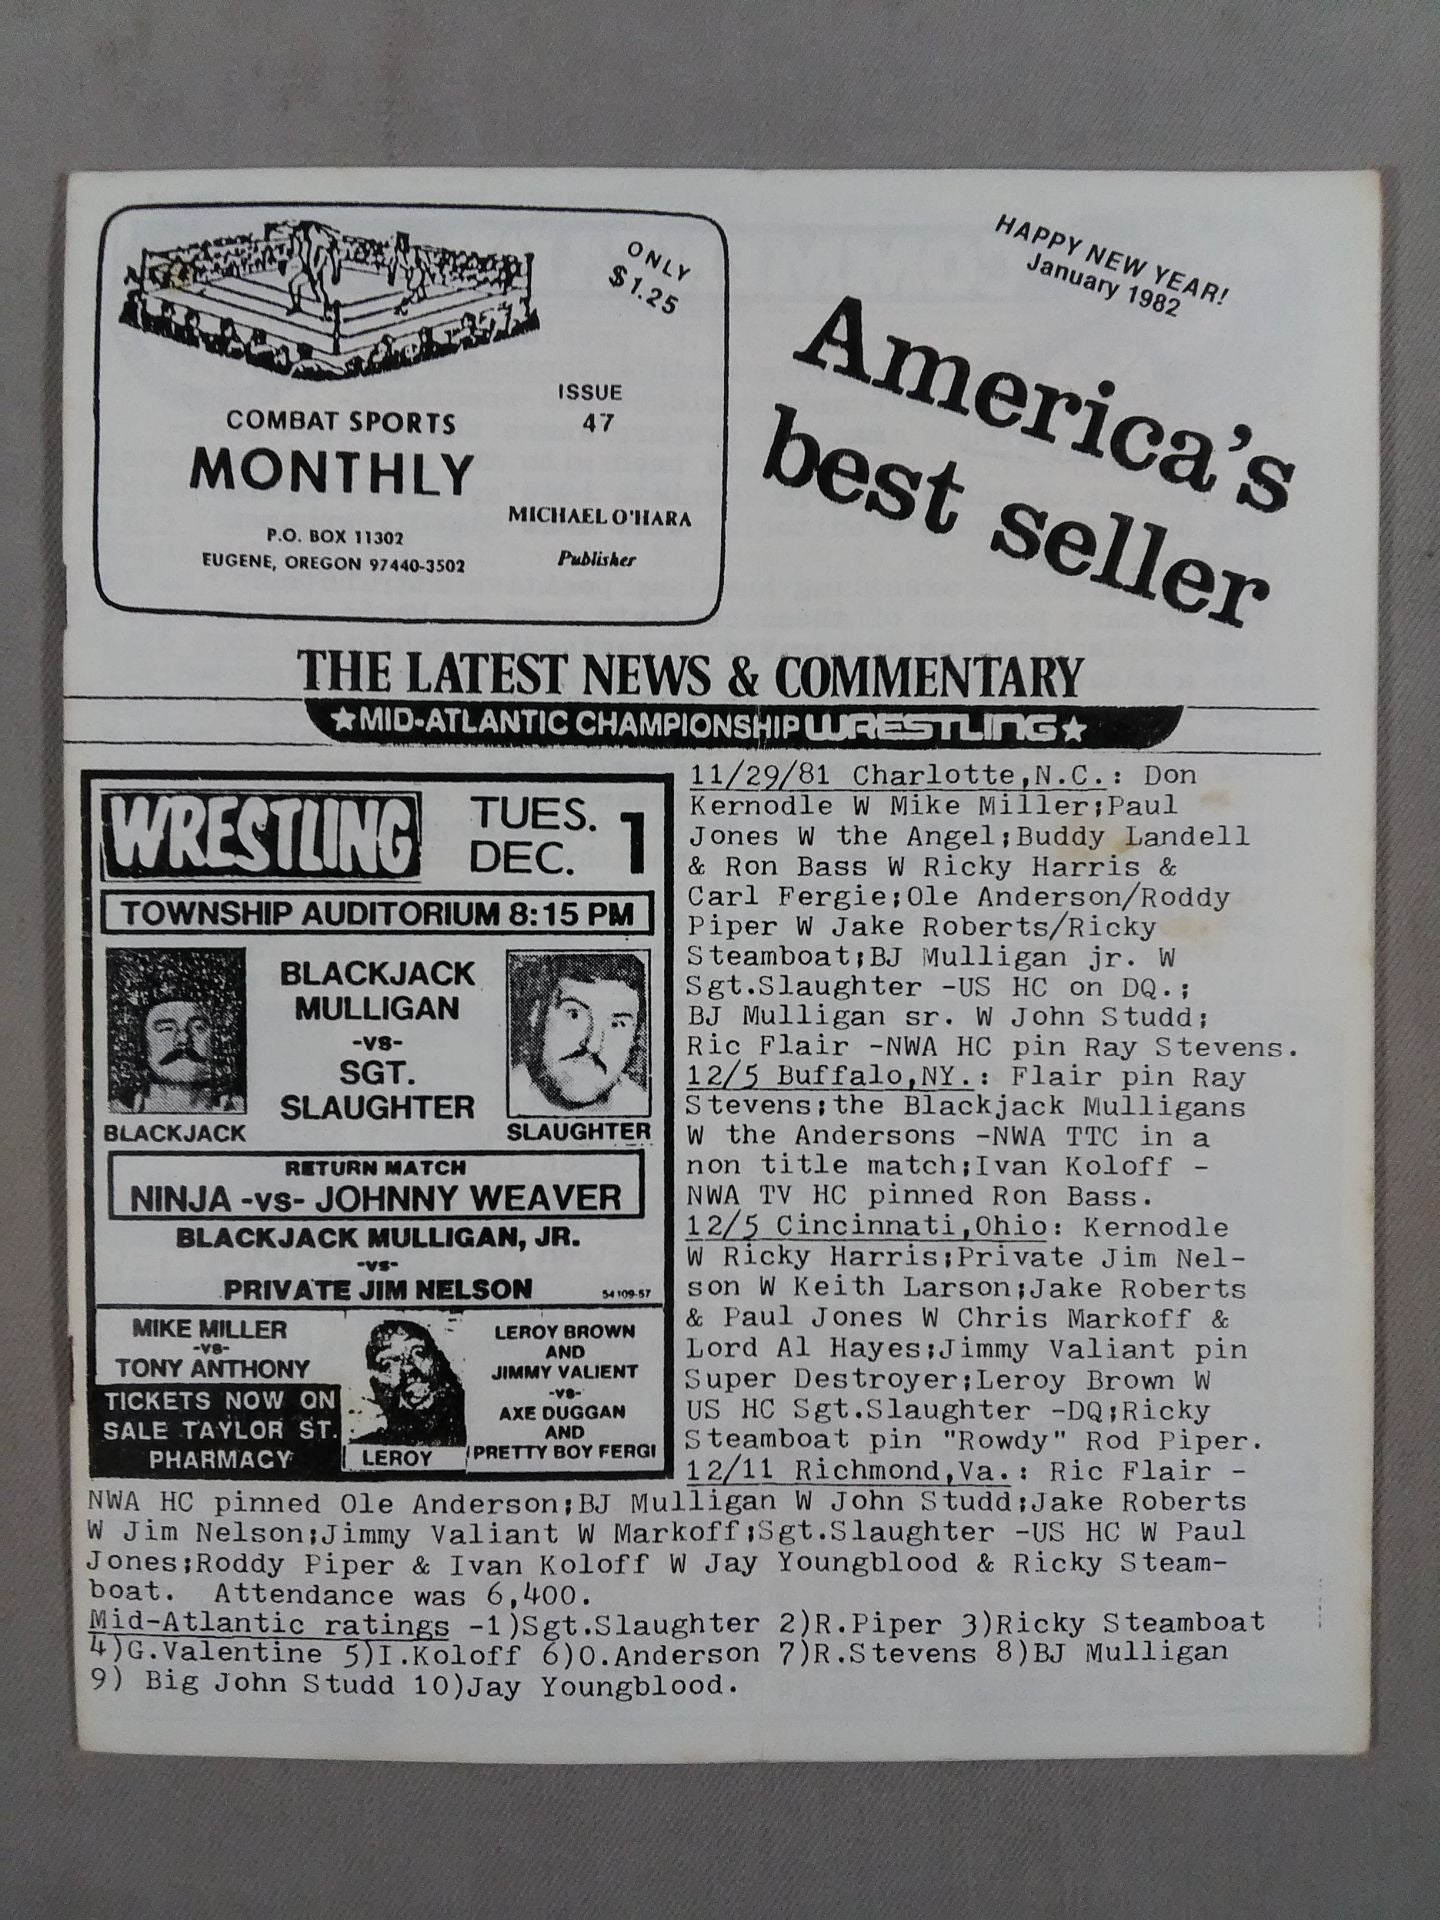 ONLY
$1.25
ISSUE
47
COMBAT SPORTS
MONTHLY
MICHAEL O'HARA
Publisher
P.O. BOX 11302
EUGENE, OREGON 97440-3502
HAPPY NEW YEAR!
January 1982
America's
best seller
THE LATEST NEWS & COMMENTARY
★MID-ATLANTIC CHAMPIONSHIP WRESTLING★
WRESTLING
TUES.
DEC. 1
TOWNSHIP AUDITORIUM 8:15 PM
BLACKJACK
MULLIGAN
-vs-
SGT.
SLAUGHTER
BLACKJACK
SLAUGHTER
RETURN MATCH
NINJA -vs- JOHNNY WEAVER
BLACKJACK MULLIGAN, JR.
-vs-
PRIVATE JIM NELSON
54109-57
MIKE MILLER
-vs-
TONY ANTHONY
TICKETS NOW ON
SALE TAYLOR ST.
PHARMACY
LEROY
LEROY BROWN
AND
JIMMY VALIENT
-vs-
AXE DUGGAN
AND
PRETTY BOY FERGI
11/29/81 Charlotte,N.C.: Don
Kernodle W Mike Miller;Paul
Jones W the Angel;Buddy Landell
& Ron Bass W Ricky Harris &
Carl Fergie;Ole Anderson/Roddy
Piper W Jake Roberts/Ricky
Steamboat;BJ Mulligan jr. W
Sgt.Slaughter -US HC on DQ.;
BJ Mulligan sr. W John Studd;
Ric Flair -NWA HC pin Ray Stevens.
12/5 Buffalo,NY.: Flair pin Ray
Stevens;the Blackjack Mulligans
W the Andersons -NWA TTC in a
non title match;Ivan Koloff -
NWA TV HC pinned Ron Bass.
12/5 Cincinnati,Ohio: Kernodle
W Ricky Harris;Private Jim Nel-
son W Keith Larson;Jake Roberts
& Paul Jones W Chris Markoff &
Lord Al Hayes;Jimmy Valiant pin
Super Destroyer;Leroy Brown W
US HC Sgt.Slaughter -DQ;Ricky
Steamboat pin "Rowdy" Rod Piper.
12/11 Richmond,Va.: Ric Flair -
NWA HC pinned Ole Anderson;BJ Mulligan W John Studd;Jake Roberts
W Jim Nelson;Jimmy Valiant W Markoff;Sgt.Slaughter -US HC W Paul
Jones;Roddy Piper & Ivan Koloff W Jay Youngblood & Ricky Steam-
boat. Attendance was 6,400.
Mid-Atlantic ratings -1)Sgt.Slaughter 2)R.Piper 3)Ricky Steamboat
4)G.Valentine 5)I.Koloff 6)O.Anderson 7)R.Stevens 8)BJ Mulligan
9) Big John Studd 10)Jay Youngblood.